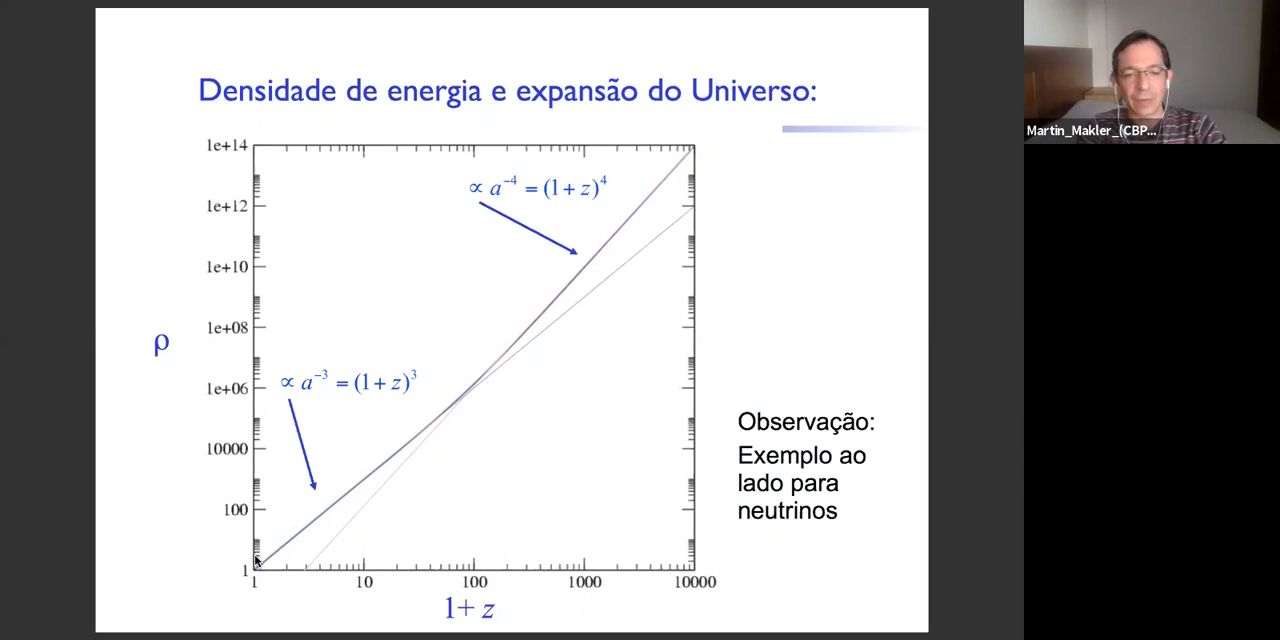 Densidade de energia e expansão do Universo:
1e+14
1e+12
1e+10
1e+08
1e+06
10000
100
1
ρ
∝ a⁻⁴ = (1 + z)⁴
∝ a⁻³ = (1 + z)³
1
10
100
1000
10000
1+ z
Observação:
Exemplo ao
lado para
neutrinos
Martin_Makler_(CBP...